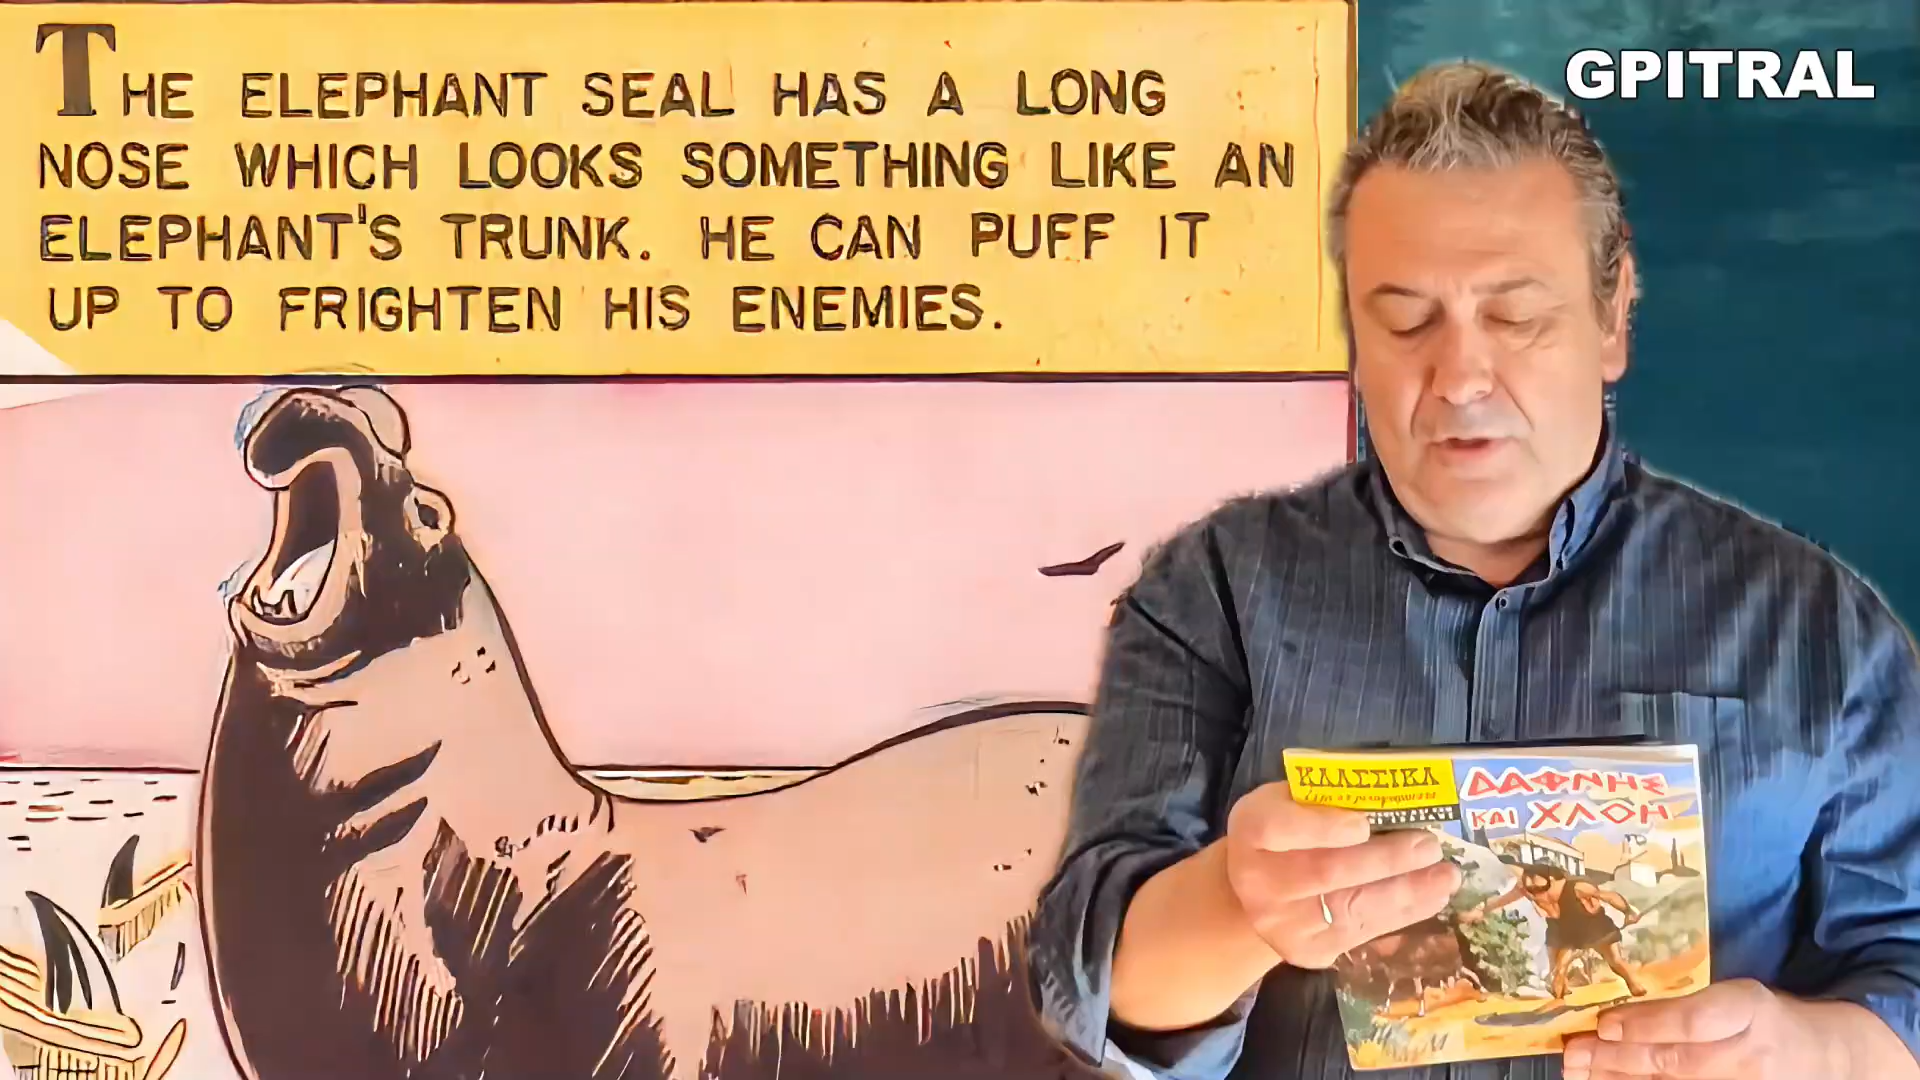 THE ELEPHANT SEAL HAS A LONG
NOSE WHICH LOOKS SOMETHING LIKE AN
ELEPHANT'S TRUNK. HE CAN PUFF IT
UP TO FRIGHTEN HIS ENEMIES.
GPITRAL
ΚΛΑΣΣΙΚΑ
ΔΑΦΝΗΣ
ΚΑΙ ΧΛΟΗ